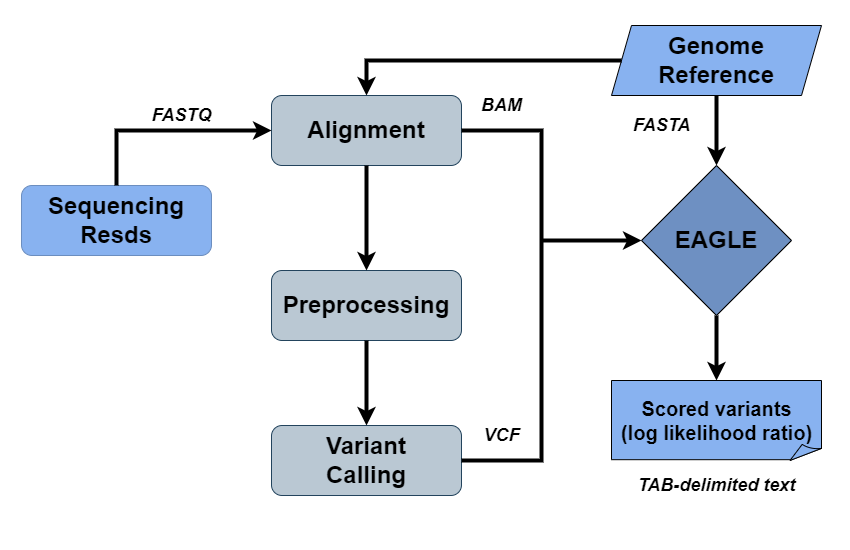 Genome
Reference
FASTQ
BAM
FASTA
Alignment
Sequencing
Resds
EAGLE
Preprocessing
Scored variants
(log likelihood ratio)
VCF
Variant
Calling
TAB-delimited text